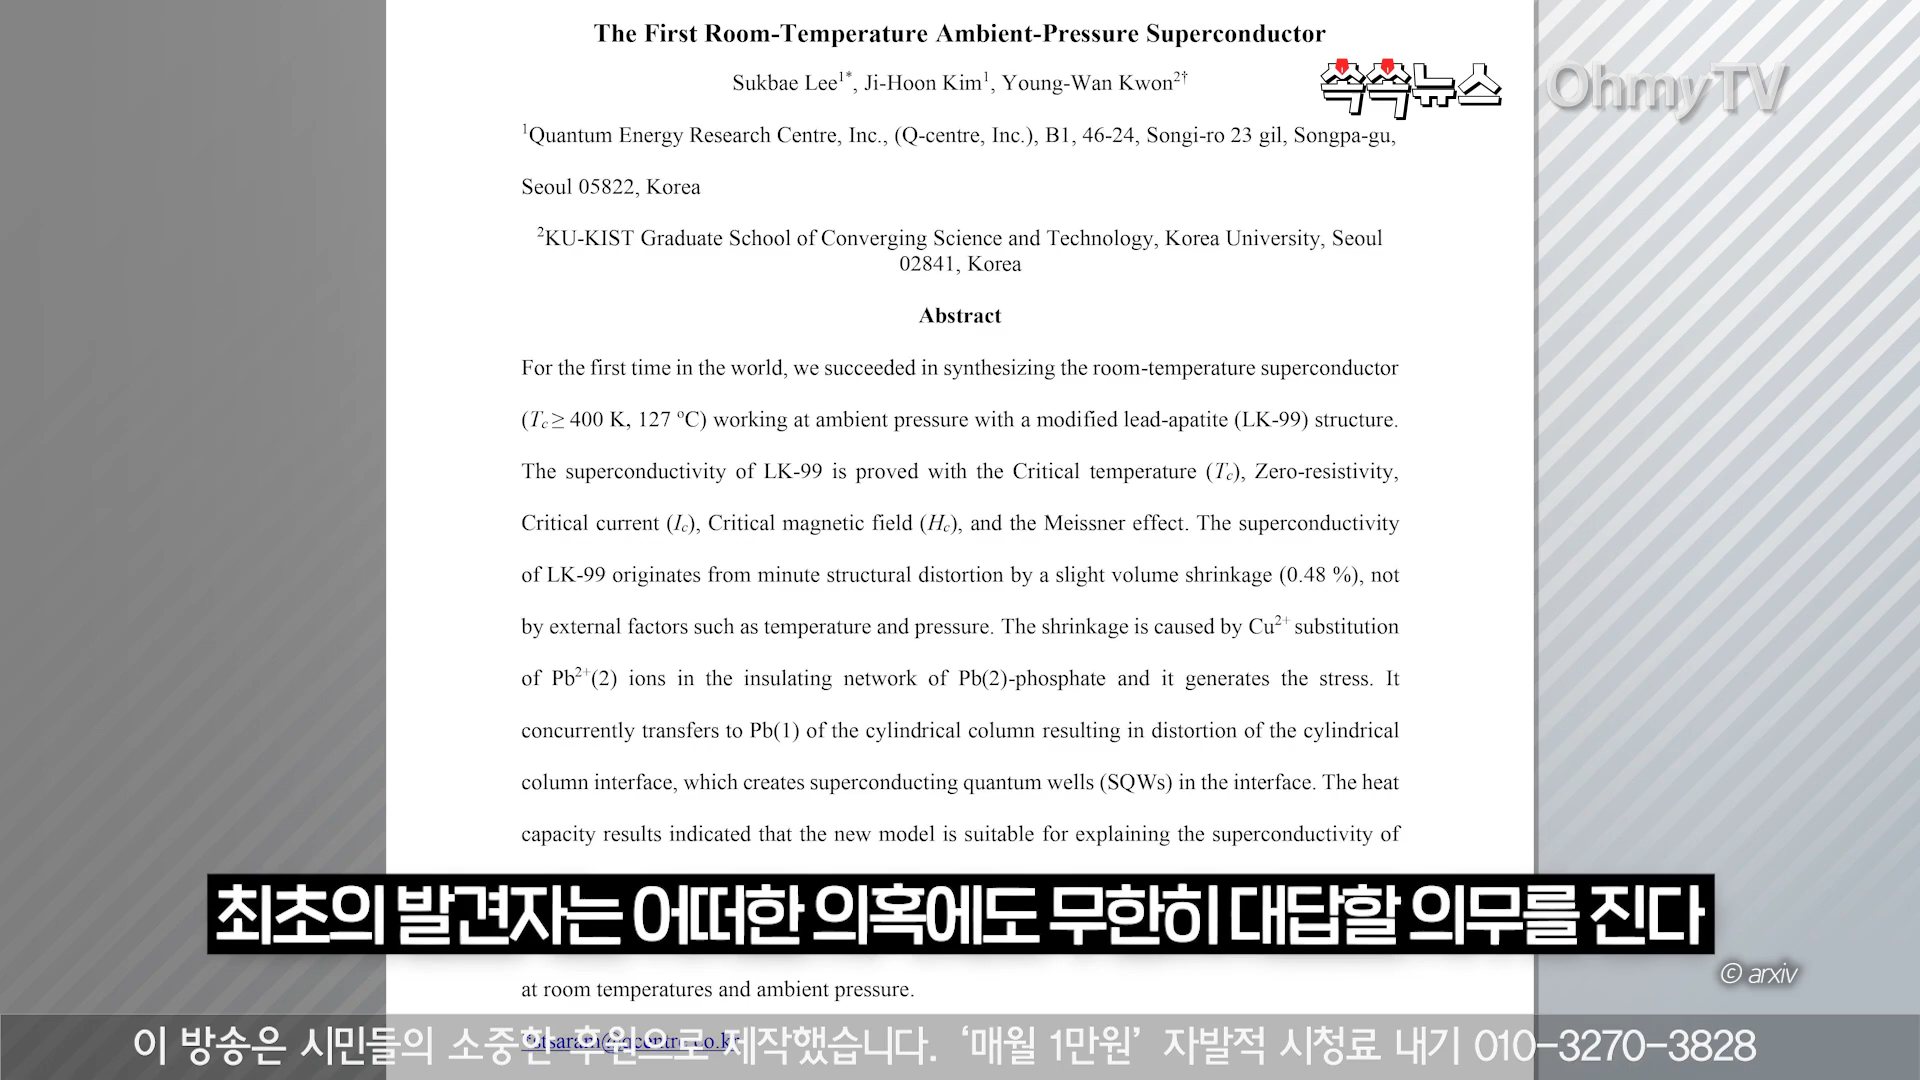 The First Room-Temperature Ambient-Pressure Superconductor
Sukbae Lee¹*, Ji-Hoon Kim¹, Young-Wan Kwon²†
쏙쏙뉴스
OhmyTV
¹Quantum Energy Research Centre, Inc., (Q-centre, Inc.), B1, 46-24, Songi-ro 23 gil, Songpa-gu,
Seoul 05822, Korea
²KU-KIST Graduate School of Converging Science and Technology, Korea University, Seoul
02841, Korea
Abstract
For the first time in the world, we succeeded in synthesizing the room-temperature superconductor
(Tc ≥ 400 K, 127 ºC) working at ambient pressure with a modified lead-apatite (LK-99) structure.
The superconductivity of LK-99 is proved with the Critical temperature (Tc), Zero-resistivity,
Critical current (Ic), Critical magnetic field (Hc), and the Meissner effect. The superconductivity
of LK-99 originates from minute structural distortion by a slight volume shrinkage (0.48 %), not
by external factors such as temperature and pressure. The shrinkage is caused by Cu²⁺ substitution
of Pb²⁺(2) ions in the insulating network of Pb(2)-phosphate and it generates the stress. It
concurrently transfers to Pb(1) of the cylindrical column resulting in distortion of the cylindrical
column interface, which creates superconducting quantum wells (SQWs) in the interface. The heat
capacity results indicated that the new model is suitable for explaining the superconductivity of
최초의 발견자는 어떠한 의혹에도 무한히 대답할 의무를 진다
© arxiv
at room temperatures and ambient pressure.
이 방송은 시민들의 소중한 후원으로 제작했습니다. ‘매월 1만원’ 자발적 시청료 내기 010-3270-3828